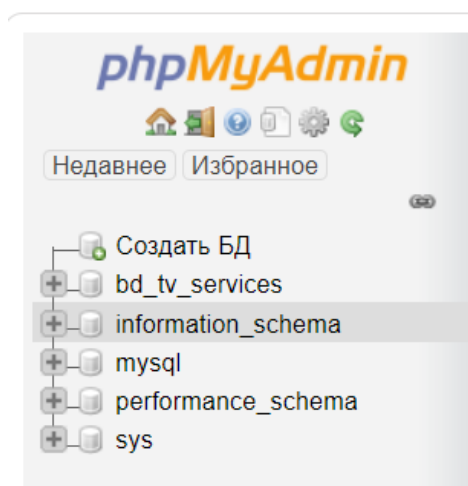 phpMyAdmin
Недавнее Избранное
Создать БД
bd_tv_services
information_schema
mysql
performance_schema
sys